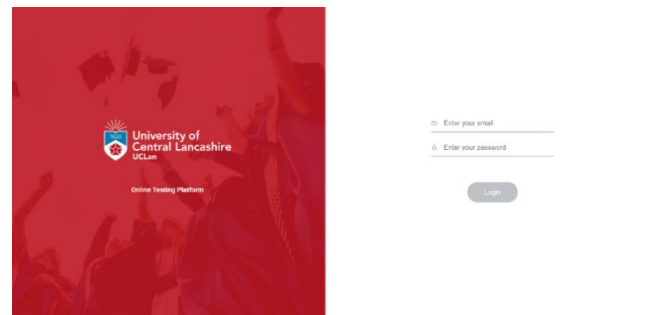 University of
Central Lancashire
UCLan
Online Testing Platform
Enter your email
Enter your password
Login